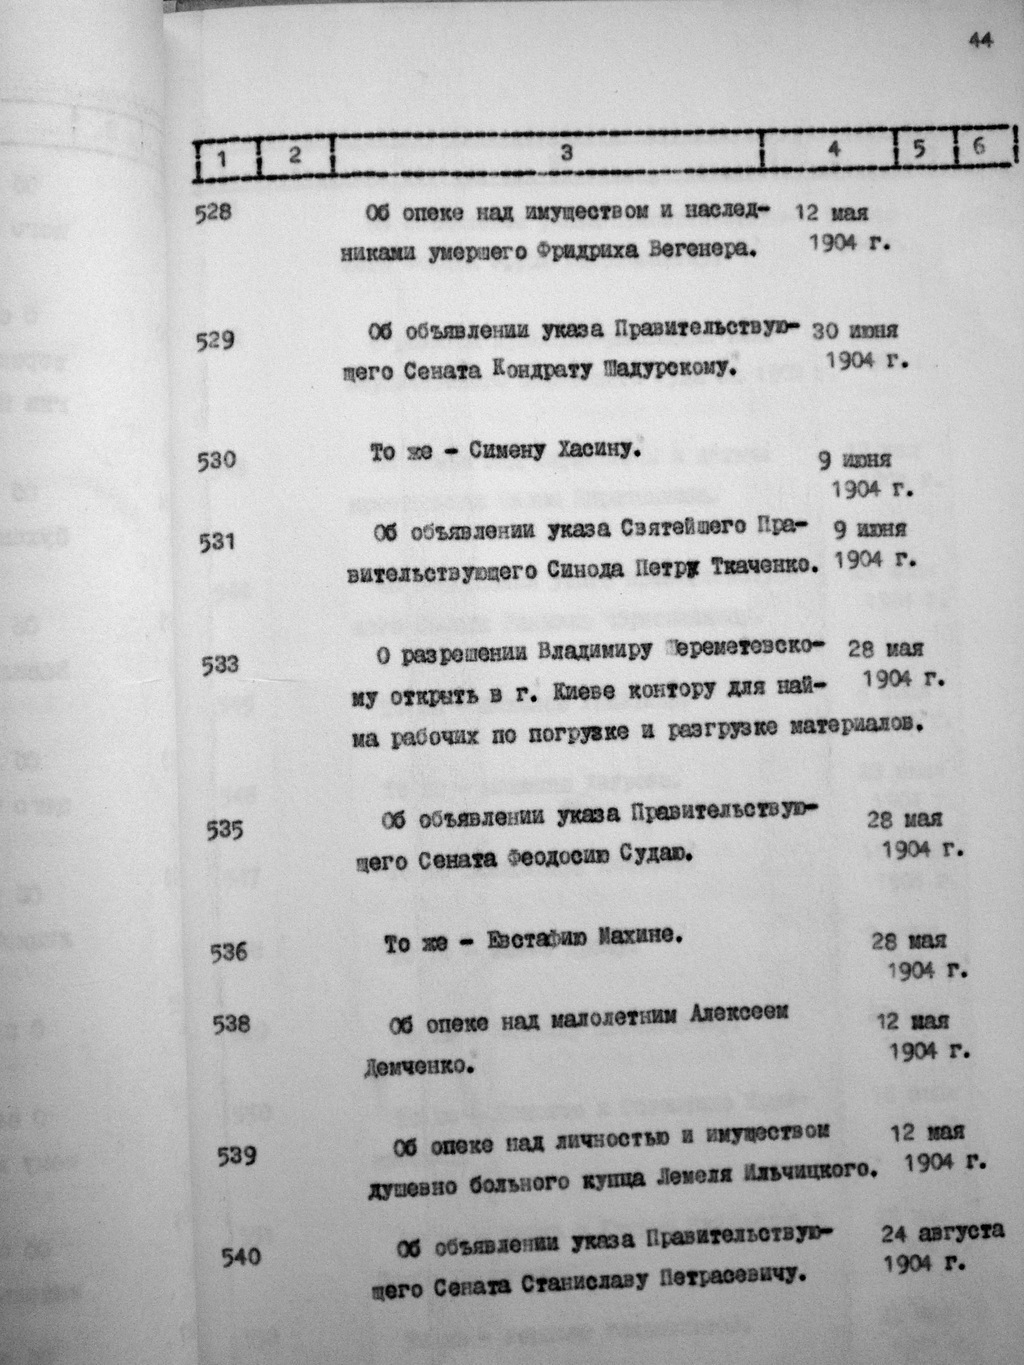 44
1 2 3 4 5 6
528 Об опеке над имуществом и наслед- 12 мая
никами умершего Фридриха Вегенера. 1904 г.
529 Об объявлении указа Правительствую- 30 июня
щего Сената Кондрату Шадурскому. 1904 г.
530 То же - Симену Хасину. 9 июня
1904 г.
531 Об объявлении указа Святейшего Пра- 9 июня
вительствующего Синода Петру Ткаченко. 1904 г.
533 О разрешении Владимиру Шереметевско- 28 мая
му открыть в г. Киеве контору для най- 1904 г.
ма рабочих по погрузке и разгрузке материалов.
535 Об объявлении указа Правительствую- 28 мая
щего Сената Феодосию Судаю. 1904 г.
536 То же - Евстафию Махине. 28 мая
1904 г.
538 Об опеке над малолетним Алексеем 12 мая
Демченко. 1904 г.
539 Об опеке над личностью и имуществом 12 мая
душевно больного купца Лемеля Ильчицкого. 1904 г.
540 Об объявлении указа Правительствую- 24 августа
щего Сената Станиславу Петрасевичу. 1904 г.